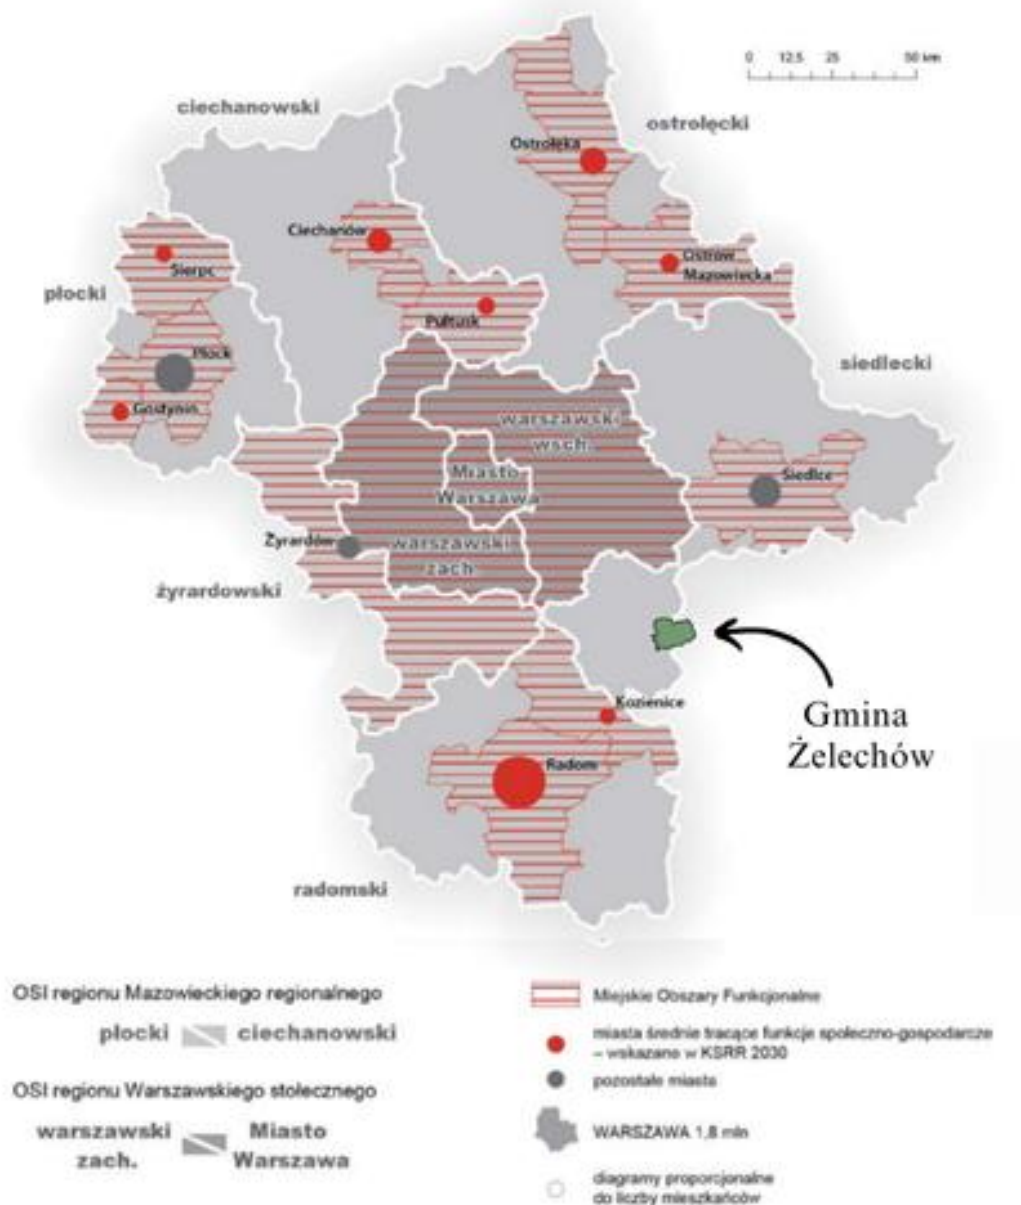 0 12,5 25 50 km
ciechanowski
ostrołęcki
Ostrołęka
Ciechanów
Ostrów
Mazowiecka
Sierpc
płocki
Pułtusk
Płock
siedlecki
Gostynin
warszawski
wsch.
Siedlce
Miasto
Warszawa
Żyrardów
warszawski
zach.
żyrardowski
Kozienice
Gmina
Żelechów
Radom
radomski
OSI regionu Mazowieckiego regionalnego
płocki ciechanowski
OSI regionu Warszawskiego stołecznego
warszawski
zach.
Miasto
Warszawa
Miejskie Obszary Funkcjonalne
miasta średnie tracące funkcje społeczno-gospodarcze
– wskazane w KSRR 2030
pozostałe miasta
WARSZAWA 1,8 mln
diagramy proporcjonalne
do liczby mieszkańców